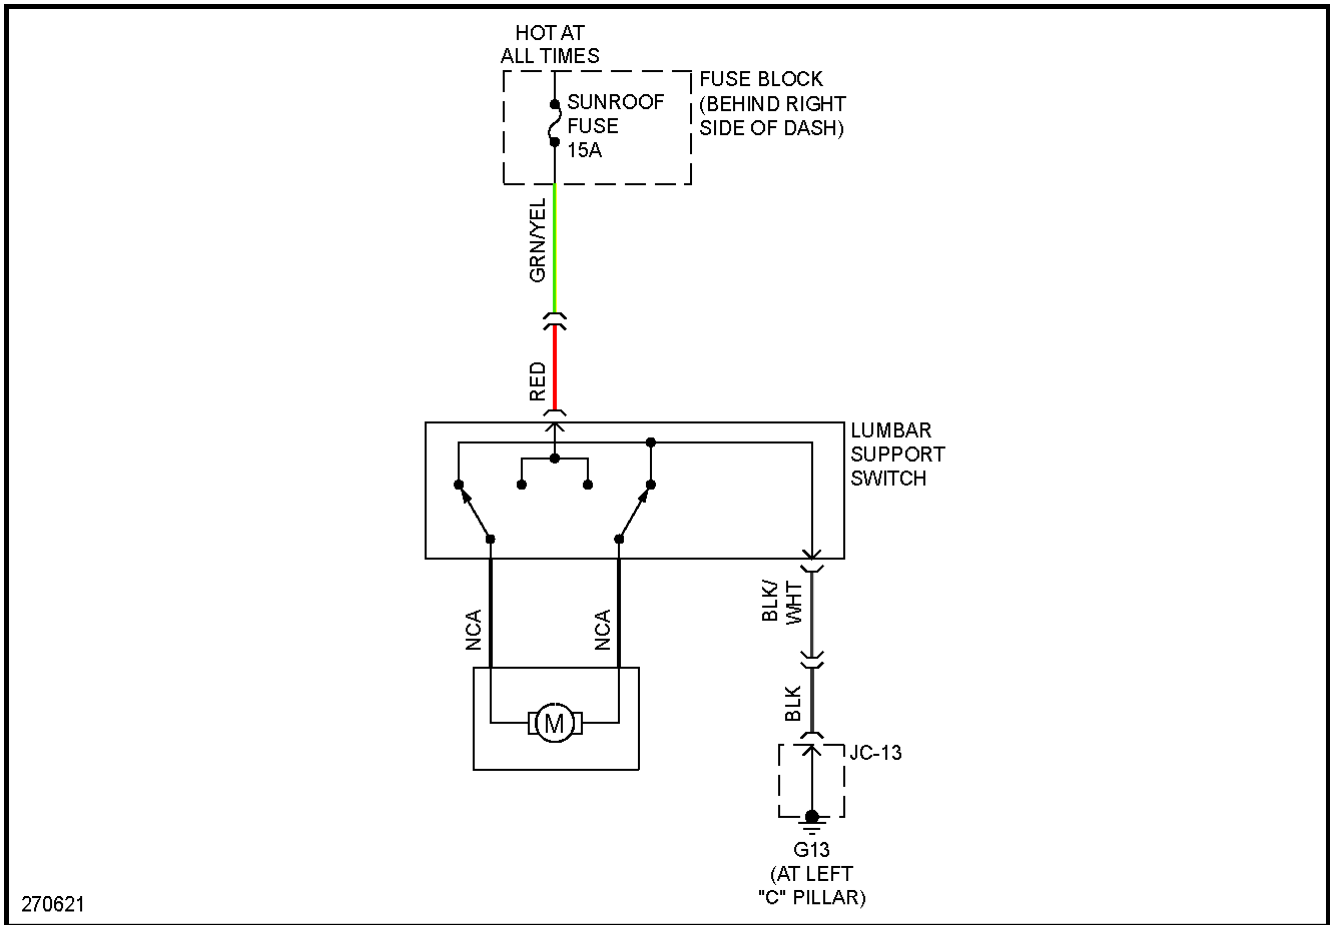 HOT AT
ALL TIMES
SUNROOF
FUSE
15A
FUSE BLOCK
(BEHIND RIGHT
SIDE OF DASH)
GRN/YEL
RED
LUMBAR
SUPPORT
SWITCH
NCA
NCA
BLK/
WHT
BLK
M
JC-13
G13
(AT LEFT
"C" PILLAR)
270621